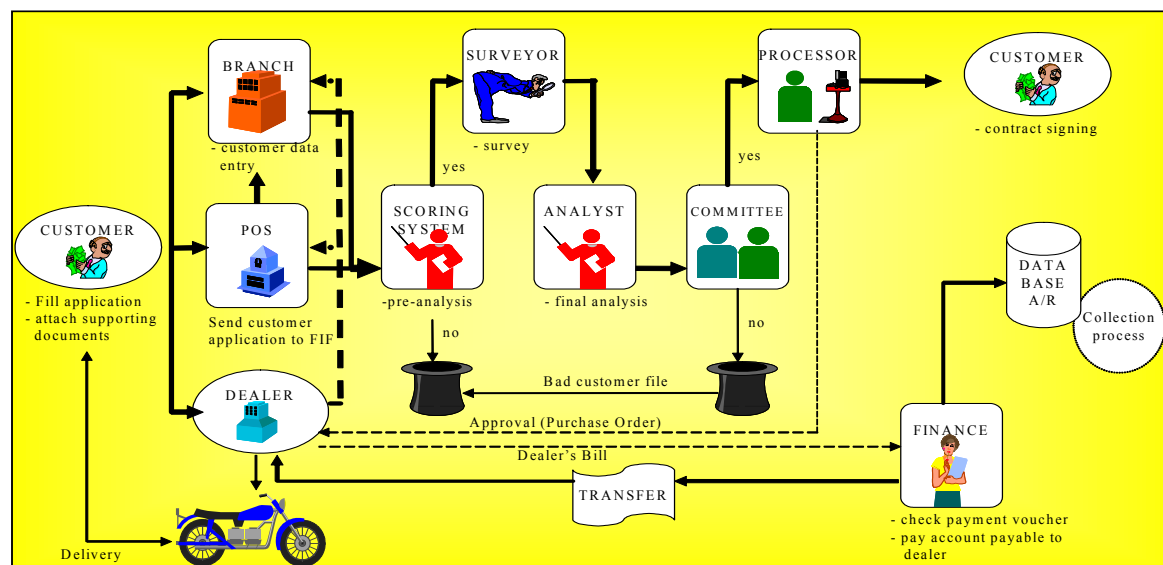 BRANCH
- customer data
entry
SURVEYOR
- survey
PROCESSOR
CUSTOMER
- contract signing
yes
yes
CUSTOMER
- Fill application
- attach supporting
documents
POS
Send customer
application to FIF
SCORING
SYSTEM
-pre-analysis
ANALYST
- final analysis
COMMITTEE
DATA
BASE
A/R
Collection
process
no
no
Bad customer file
DEALER
Approval (Purchase Order)
Dealer's Bill
TRANSFER
FINANCE
- check payment voucher
- pay account payable to
dealer
Delivery